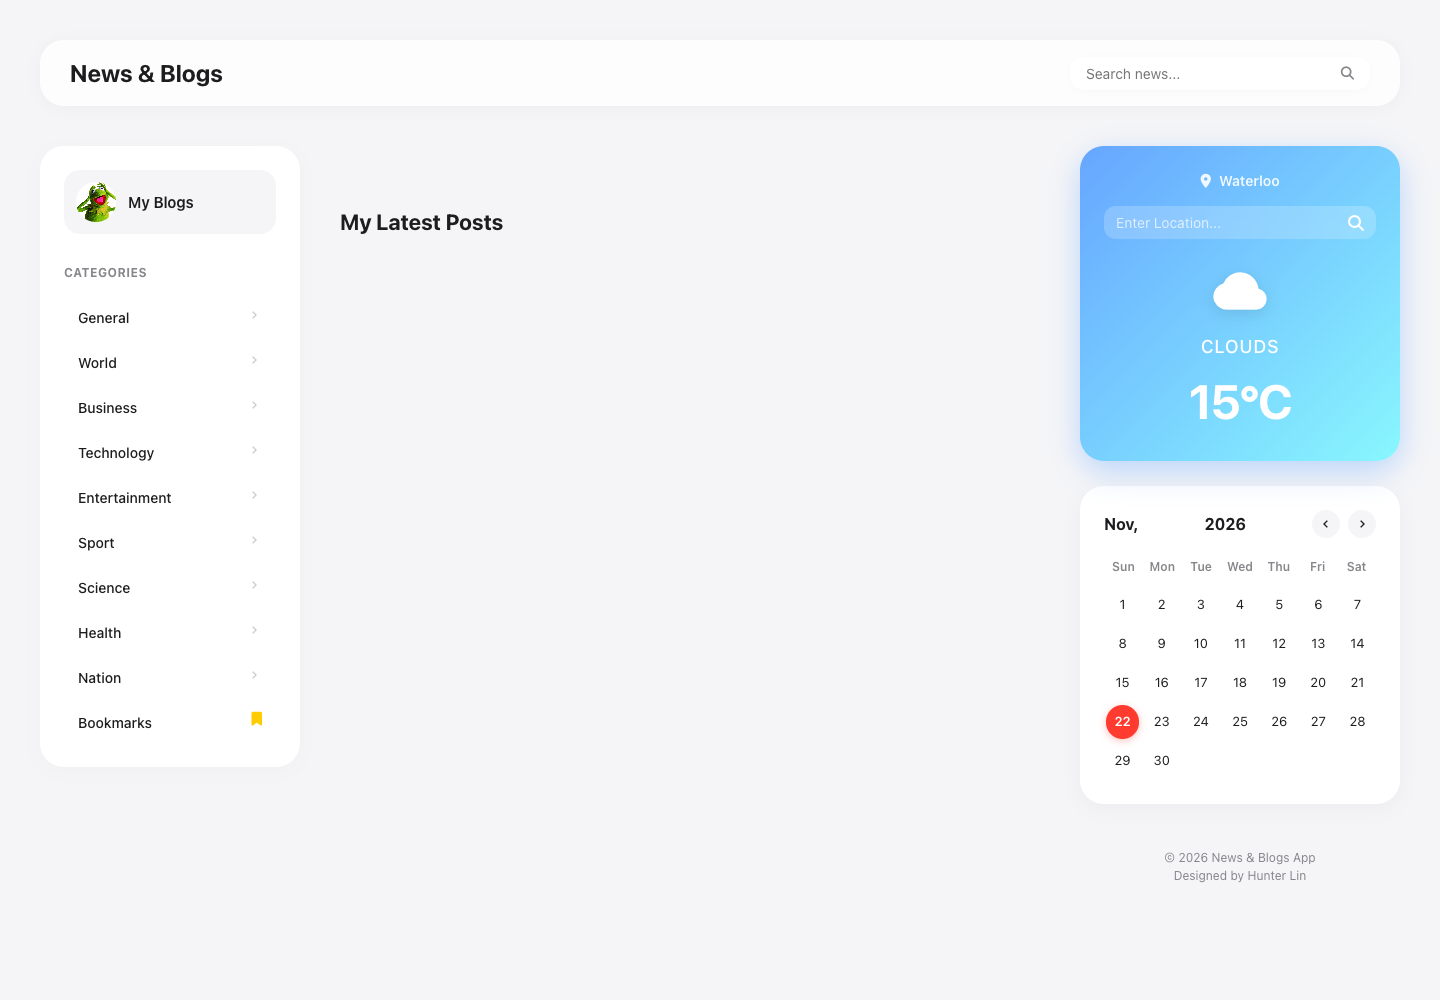 News & Blogs
Search news...
My Blogs
CATEGORIES
General
World
Business
Technology
Entertainment
Sport
Science
Health
Nation
Bookmarks
My Latest Posts
Waterloo
Enter Location...
CLOUDS
15°C
Nov, 2026
Sun Mon Tue Wed Thu Fri Sat
1 2 3 4 5 6 7
8 9 10 11 12 13 14
15 16 17 18 19 20 21
22 23 24 25 26 27 28
29 30
© 2026 News & Blogs App
Designed by Hunter Lin